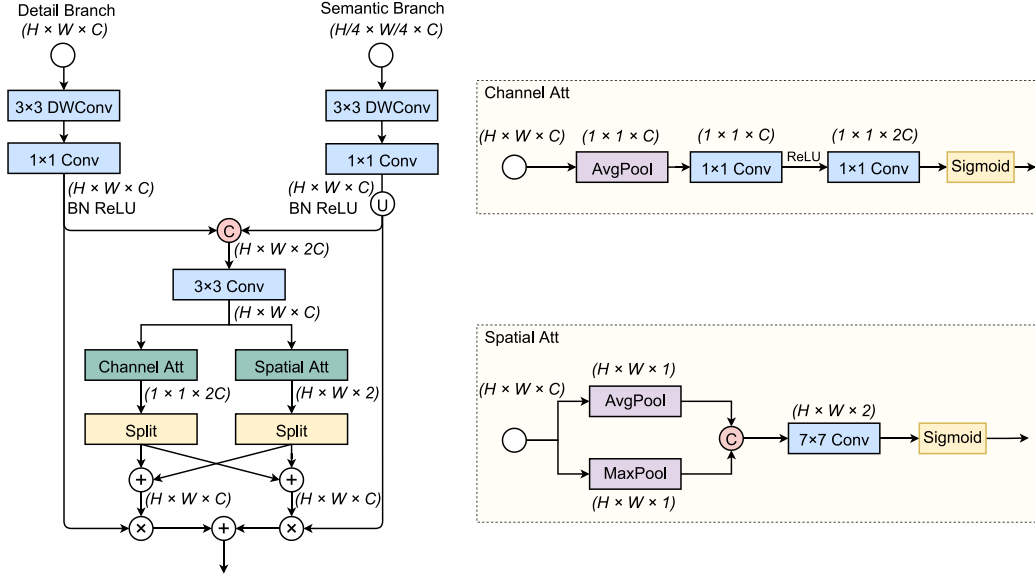 Detail Branch
(H × W × C)
Semantic Branch
(H/4 × W/4 × C)
3×3 DWConv
3×3 DWConv
1×1 Conv
1×1 Conv
(H × W × C)
BN ReLU
(H × W × C)
BN ReLU
U
C
(H × W × 2C)
3×3 Conv
(H × W × C)
Channel Att
Spatial Att
(1 × 1 × 2C)
(H × W × 2)
Split
Split
+
+
(H × W × C)
(H × W × C)
×
+
×
Channel Att
(H × W × C)
(1 × 1 × C)
(1 × 1 × C)
(1 × 1 × 2C)
AvgPool
1×1 Conv
ReLU
1×1 Conv
Sigmoid
Spatial Att
(H × W × 1)
(H × W × C)
AvgPool
(H × W × 2)
C
7×7 Conv
Sigmoid
MaxPool
(H × W × 1)